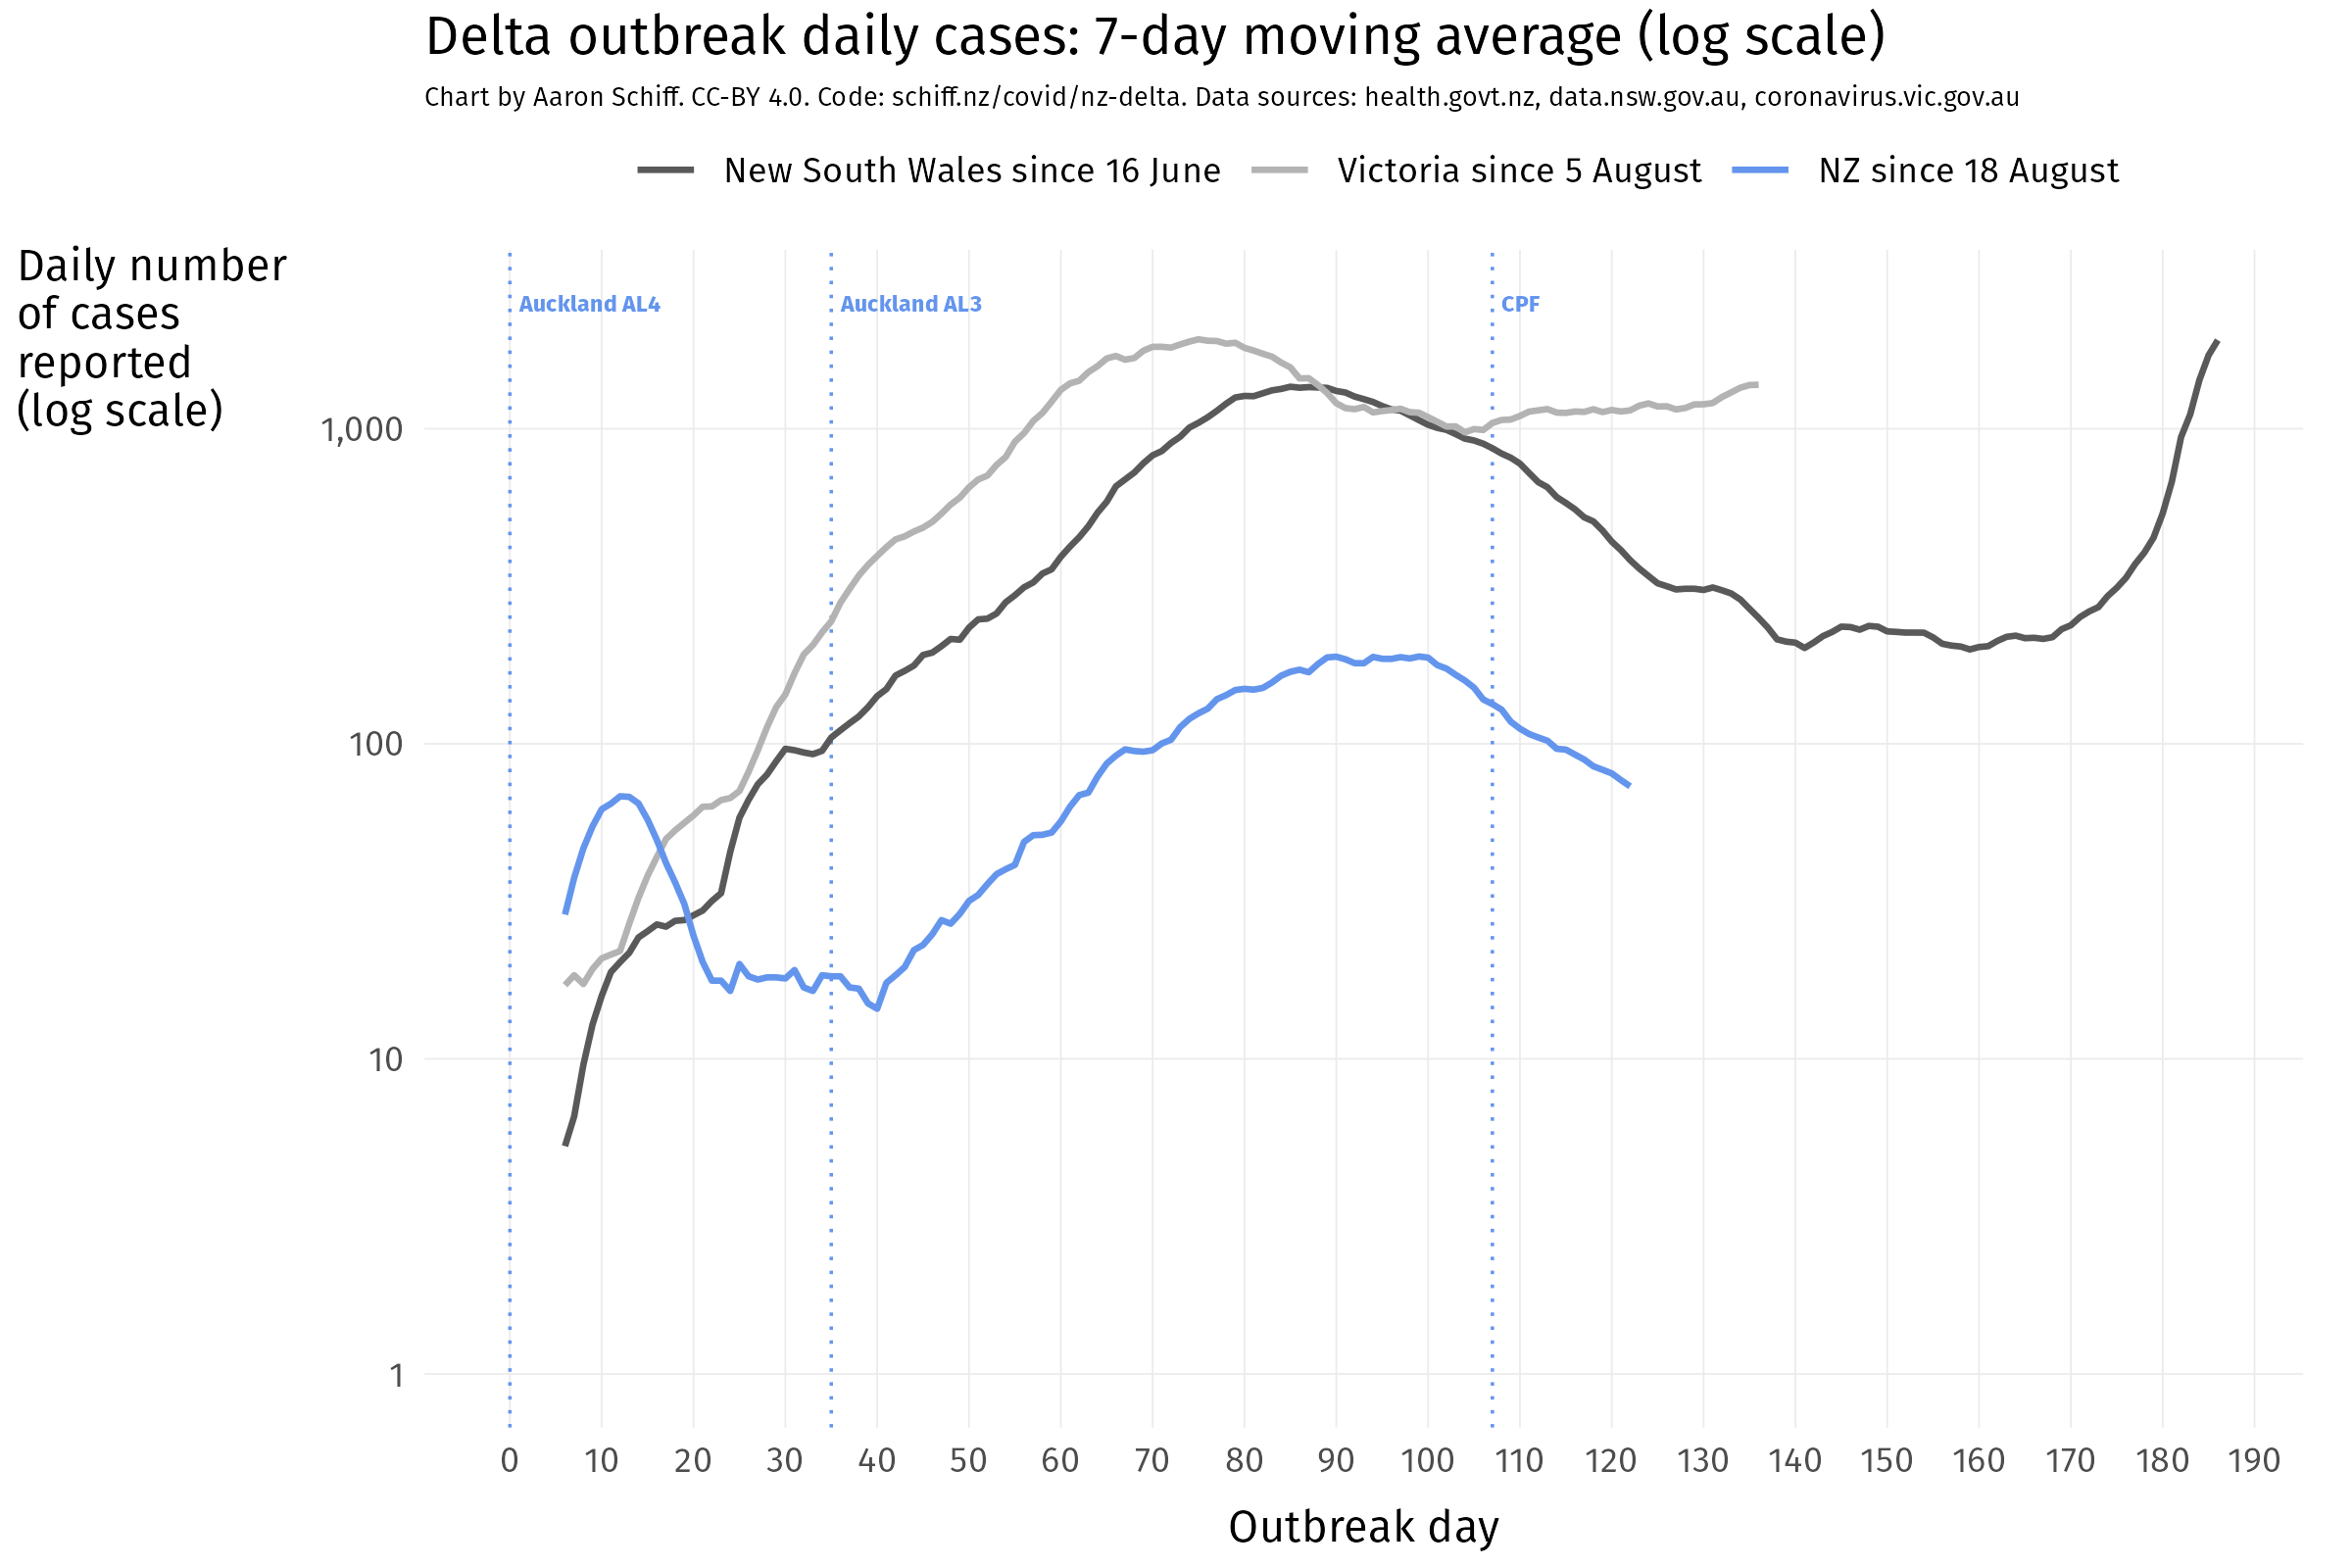 Delta outbreak daily cases: 7-day moving average (log scale)
Chart by Aaron Schiff. CC-BY 4.0. Code: schiff.nz/covid/nz-delta. Data sources: health.govt.nz, data.nsw.gov.au, coronavirus.vic.gov.au
New South Wales since 16 June Victoria since 5 August NZ since 18 August
Daily number
of cases
reported
(log scale)
Auckland AL4 Auckland AL3 CPF
1,000
100
10
1
0 10 20 30 40 50 60 70 80 90 100 110 120 130 140 150 160 170 180 190
Outbreak day